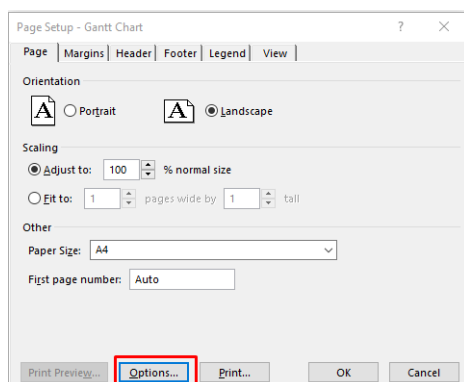 Page Setup - Gantt Chart ? ×
Page Margins Header Footer Legend View
Orientation
A Portrait A Landscape
Scaling
Adjust to: 100 % normal size
Fit to: 1 pages wide by 1 tall
Other
Paper Size: A4
First page number: Auto
Print Preview... Options... Print... OK Cancel